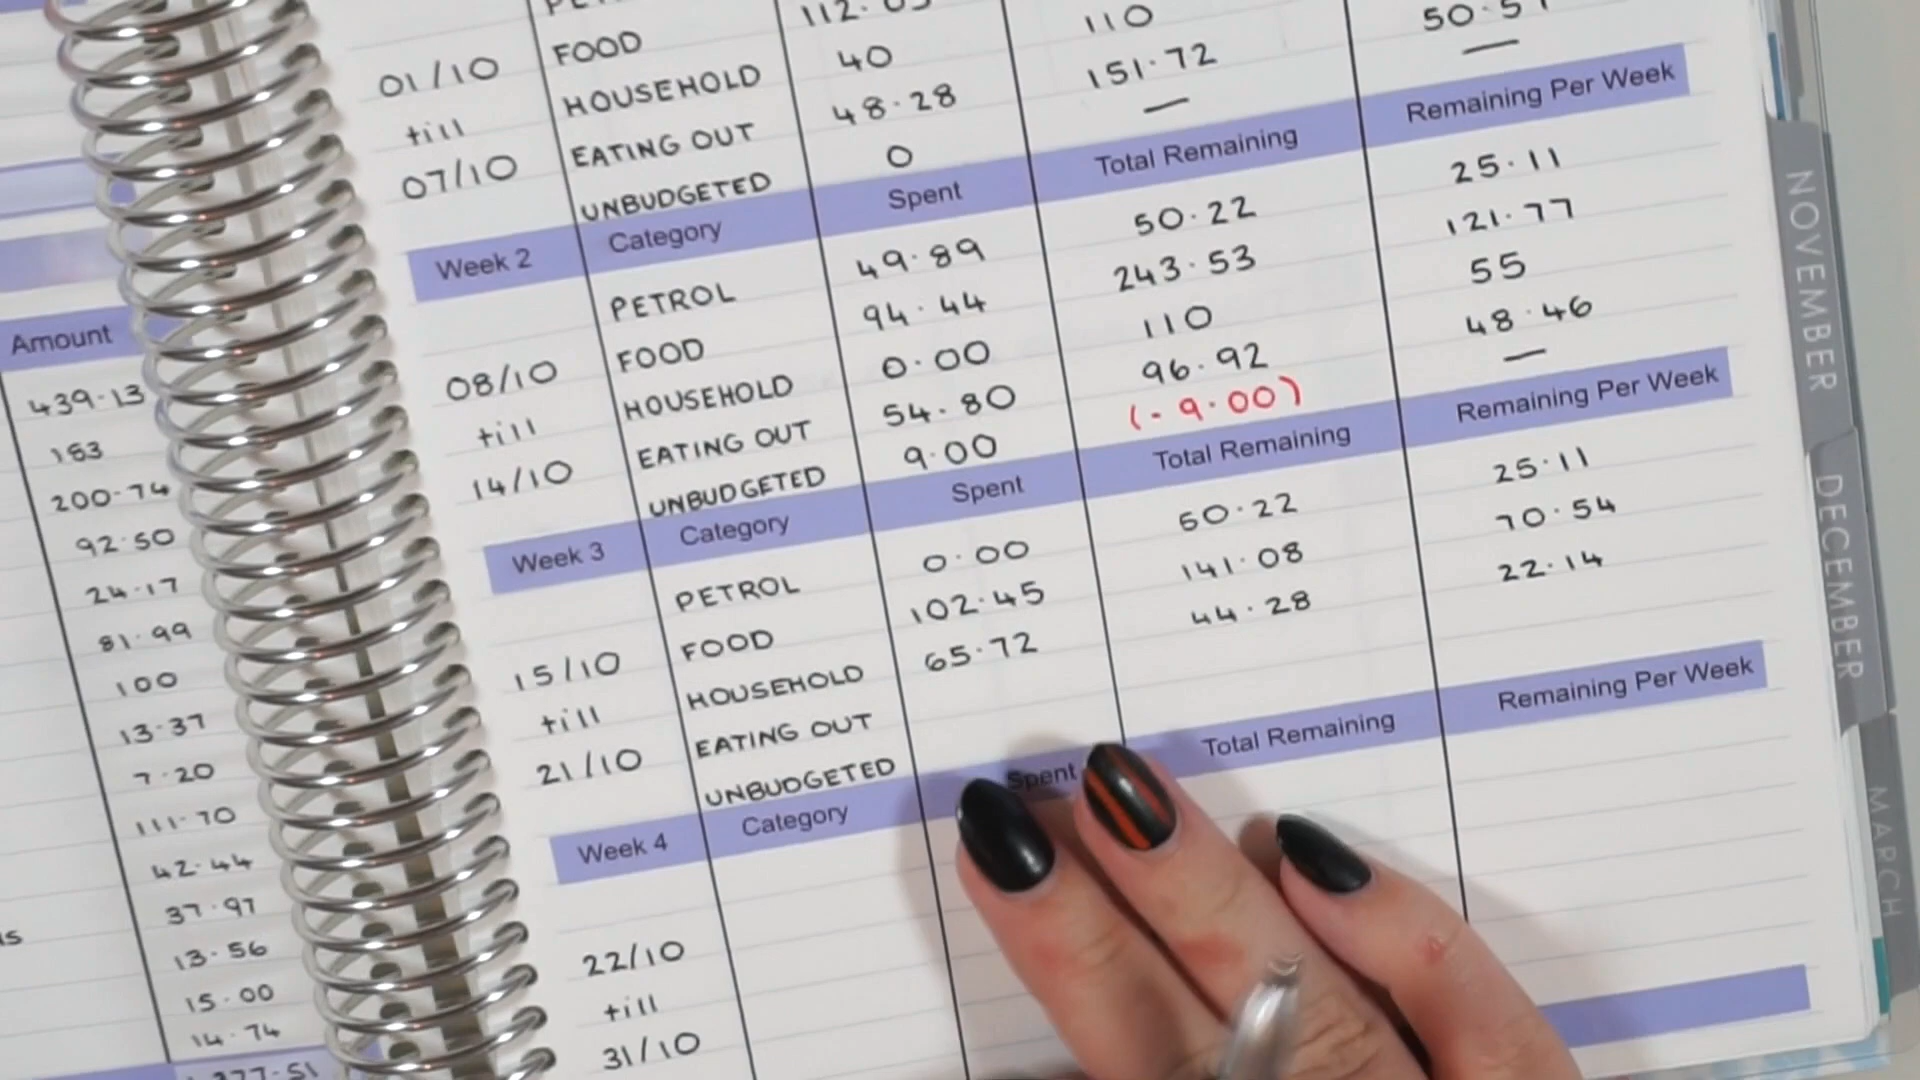 Amount
439.13
183
200.74
92.50
24.17
81.99
100
13.37
7.20
111.70
42.44
37.97
13.56
15.00
14.74
01/10
till
07/10
FOOD
HOUSEHOLD 40 110
EATING OUT 48.28 151.72 —
UNBUDGETED 0 —
Week 2 Category Spent Total Remaining Remaining Per Week
08/10
till
14/10
PETROL 49.89 50.22 25.11
FOOD 94.44 243.53 121.77
HOUSEHOLD 0.00 110 55
EATING OUT 54.80 96.92 48.46
UNBUDGETED 9.00 (-9.00) —
Week 3 Category Spent Total Remaining Remaining Per Week
15/10
till
21/10
PETROL 0.00 50.22 25.11
FOOD 102.45 141.08 70.54
HOUSEHOLD 65.72 44.28 22.14
EATING OUT
UNBUDGETED
Week 4 Category Spent Total Remaining Remaining Per Week
22/10
till
31/10
NOVEMBER
DECEMBER
MARCH